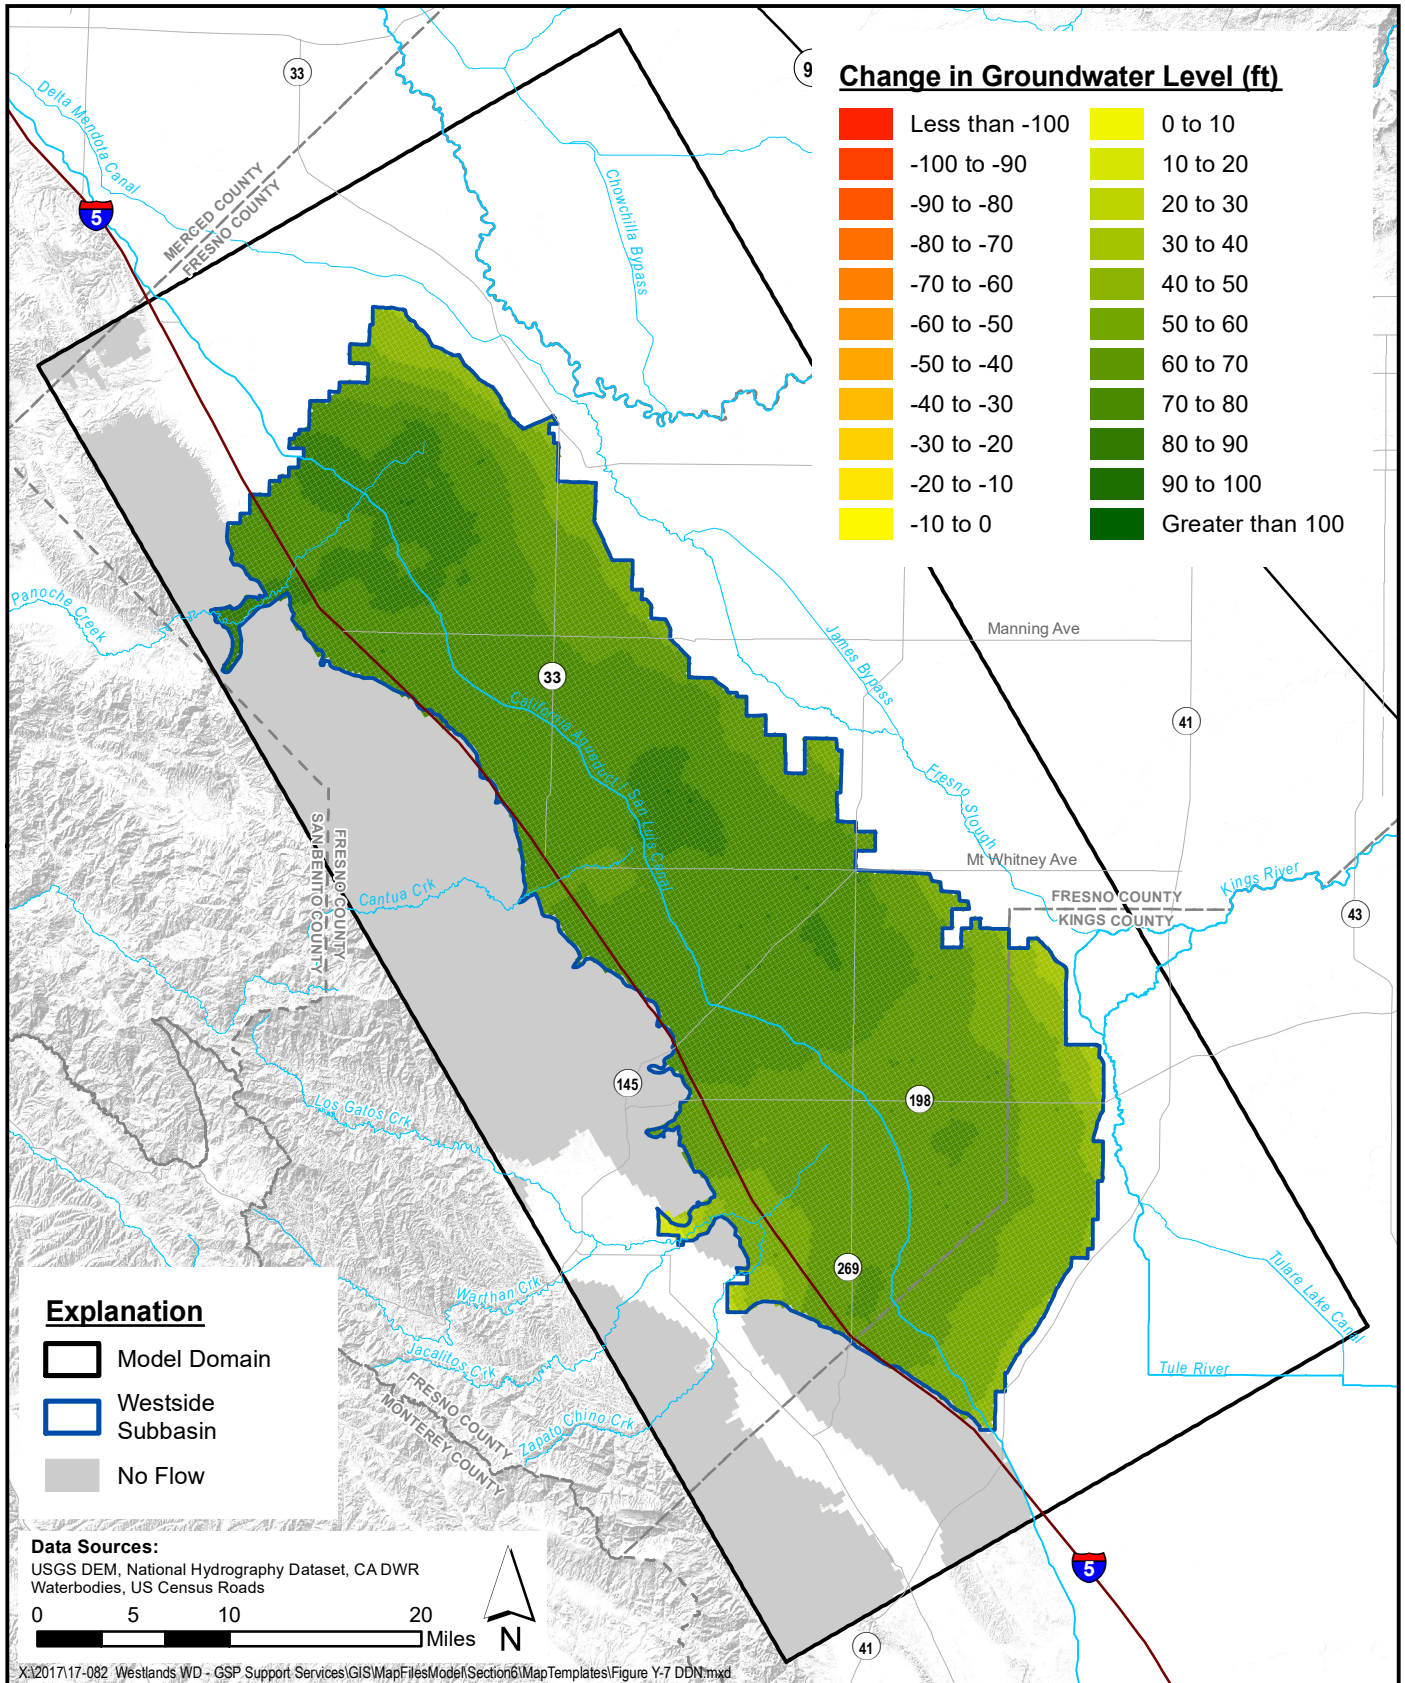 Change in Groundwater Level (ft)
Less than -100
-100 to -90
-90 to -80
-80 to -70
-70 to -60
-60 to -50
-50 to -40
-40 to -30
-30 to -20
-20 to -10
-10 to 0
0 to 10
10 to 20
20 to 30
30 to 40
40 to 50
50 to 60
60 to 70
70 to 80
80 to 90
90 to 100
Greater than 100
33
9
Delta Mendota Canal
5
MERCED COUNTY
FRESNO COUNTY
Chowchilla Bypass
Panoche Creek
Manning Ave
James Bypass
33
41
California Aqueduct / San Luis Canal
Fresno Slough
FRESNO COUNTY
SAN BENITO COUNTY
Mt Whitney Ave
Kings River
Cantua Crk
FRESNO COUNTY
KINGS COUNTY
43
145
198
Los Gatos Crk
269
Warthan Crk
Tulare Lake Canal
Jacalitos Crk
Tule River
FRESNO COUNTY
MONTEREY COUNTY
Zapato Chino Crk
5
41
Explanation
Model Domain
Westside
Subbasin
No Flow
Data Sources:
USGS DEM, National Hydrography Dataset, CA DWR
Waterbodies, US Census Roads
0 5 10 20
Miles
N
X:\2017\17-082 Westlands WD - GSP Support Services\GIS\MapFilesModel\Section6\MapTemplates\Figure Y-7 DDN.mxd